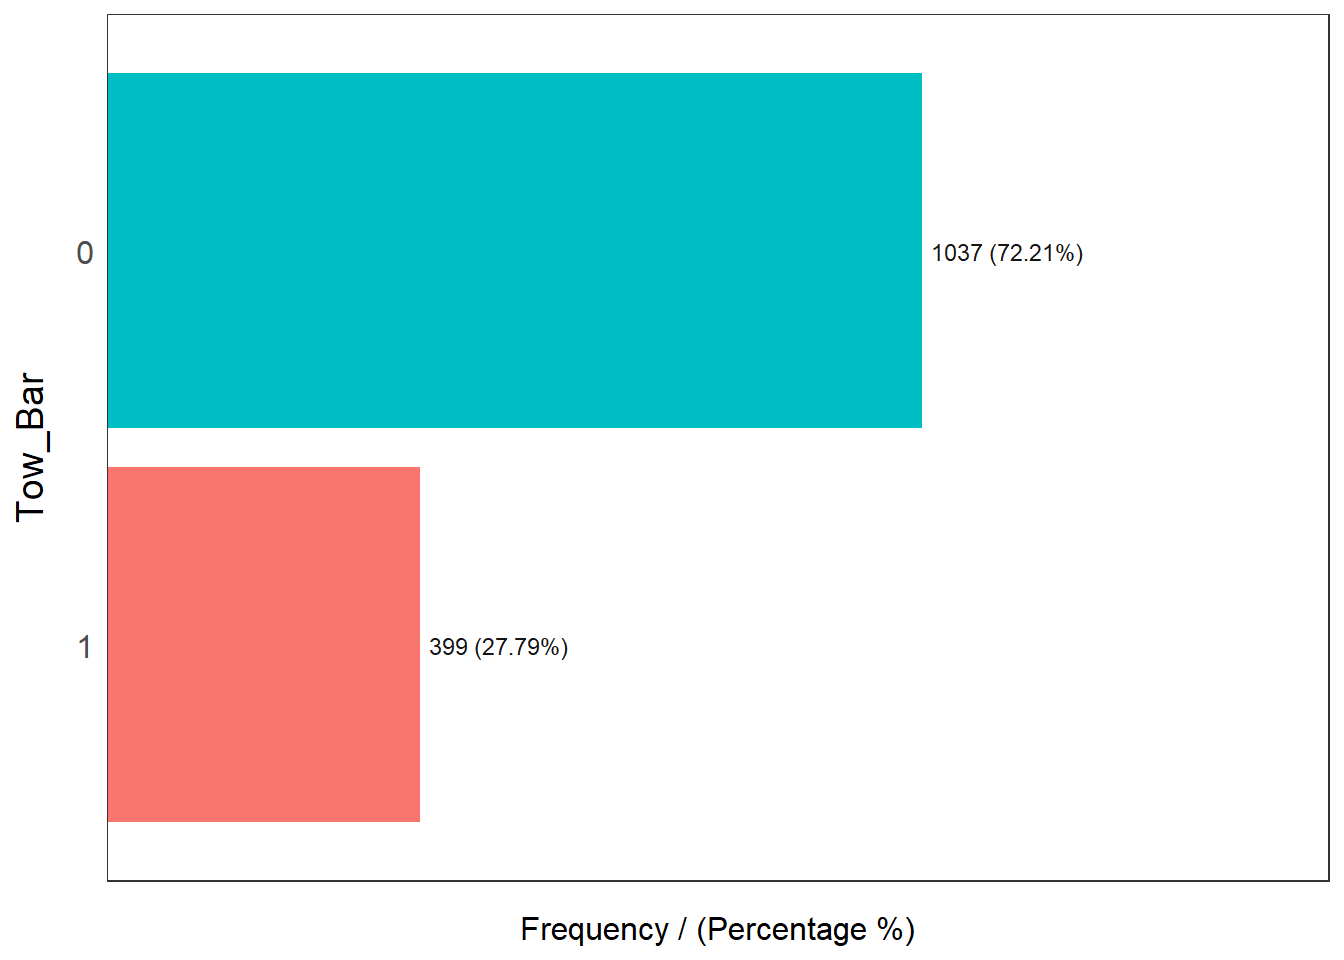 Tow_Bar
0
1037 (72.21%)
1
399 (27.79%)
Frequency / (Percentage %)